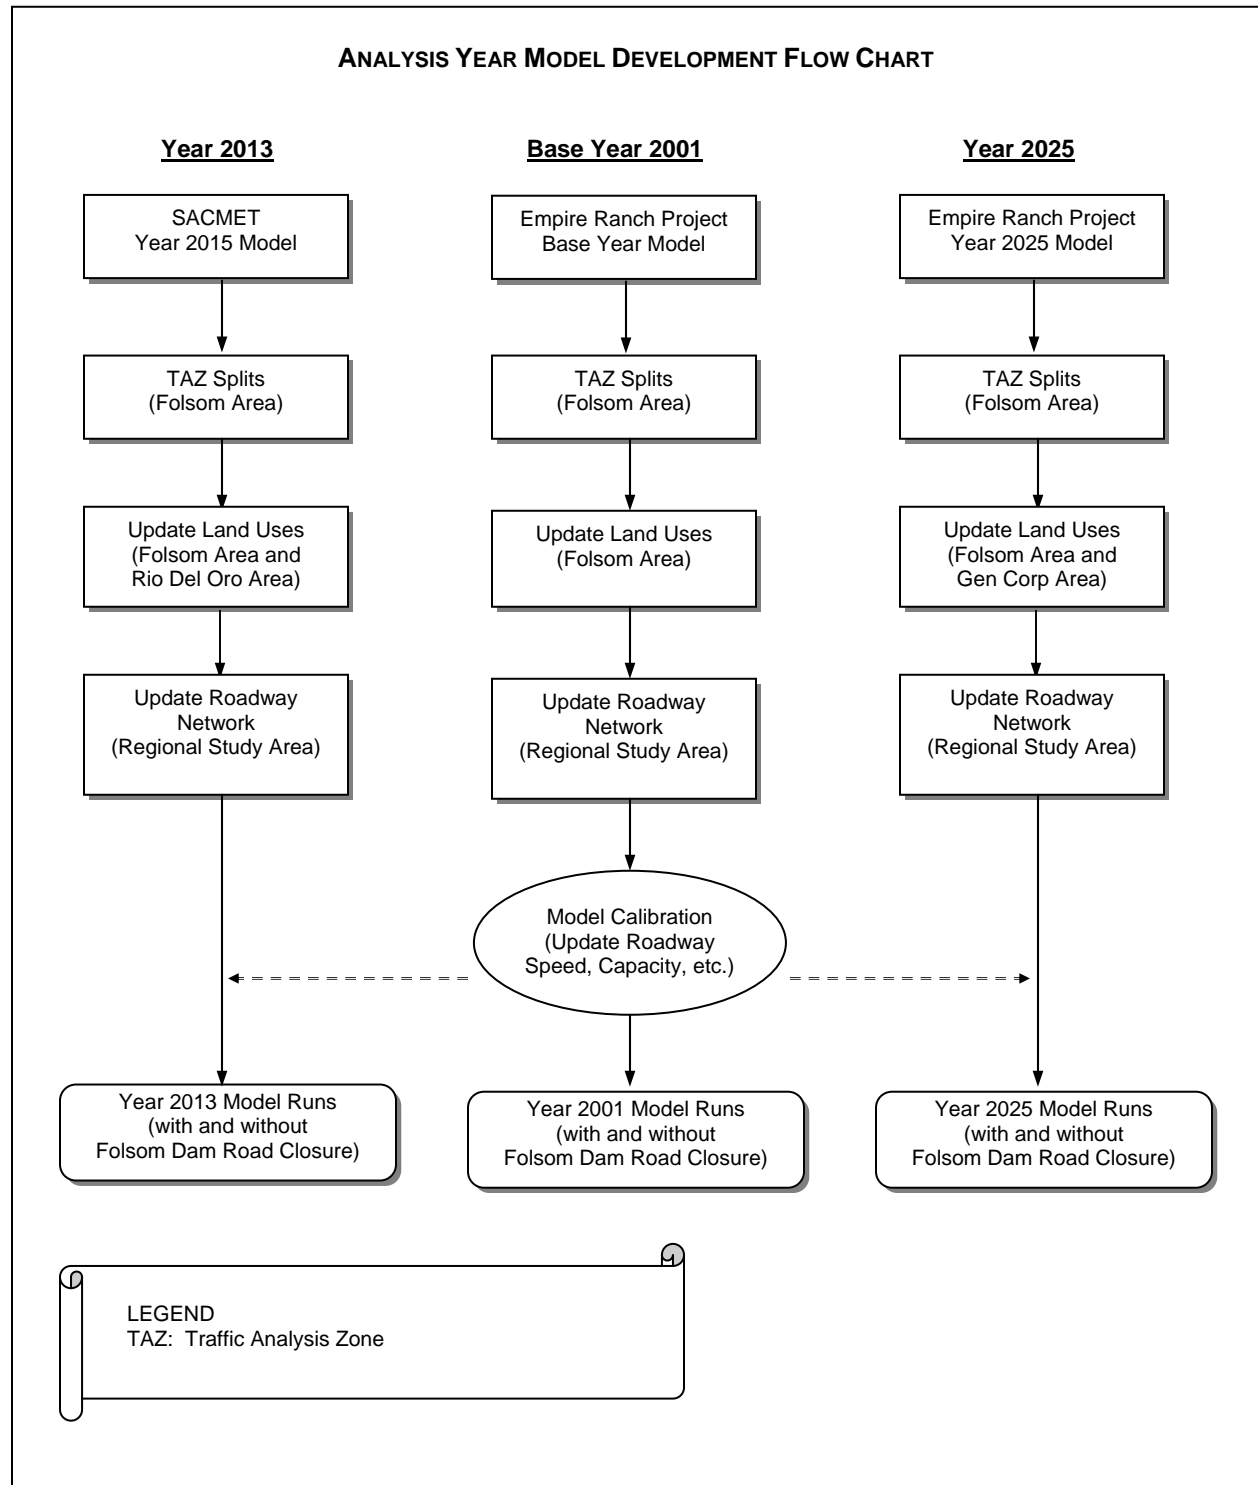 ANALYSIS YEAR MODEL DEVELOPMENT FLOW CHART
Year 2013
SACMET
Year 2015 Model
TAZ Splits
(Folsom Area)
Update Land Uses
(Folsom Area and
Rio Del Oro Area)
Update Roadway
Network
(Regional Study Area)
Year 2013 Model Runs
(with and without
Folsom Dam Road Closure)
Base Year 2001
Empire Ranch Project
Base Year Model
TAZ Splits
(Folsom Area)
Update Land Uses
(Folsom Area)
Update Roadway
Network
(Regional Study Area)
Model Calibration
(Update Roadway
Speed, Capacity, etc.)
Year 2001 Model Runs
(with and without
Folsom Dam Road Closure)
Year 2025
Empire Ranch Project
Year 2025 Model
TAZ Splits
(Folsom Area)
Update Land Uses
(Folsom Area and
Gen Corp Area)
Update Roadway
Network
(Regional Study Area)
Year 2025 Model Runs
(with and without
Folsom Dam Road Closure)
LEGEND
TAZ: Traffic Analysis Zone